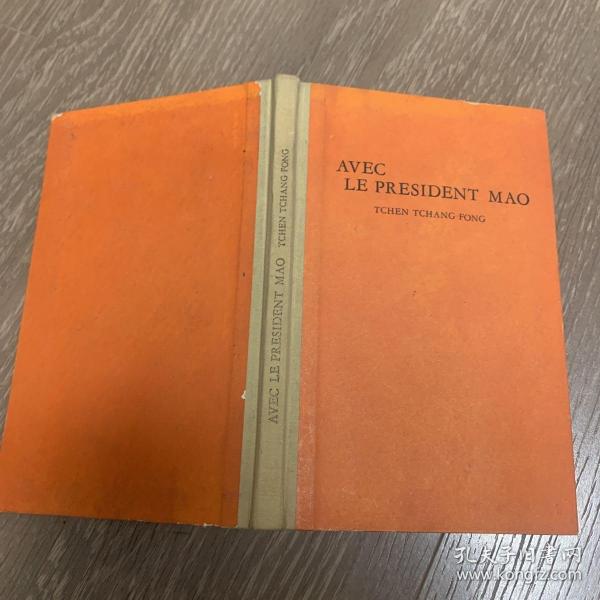 AVEC
LE PRESIDENT MAO
TCHEN TCHANG-FONG
AVEC LE PRESIDENT MAO TCHEN TCHANG-FONG
孔夫子旧书网
www.kongfz.com